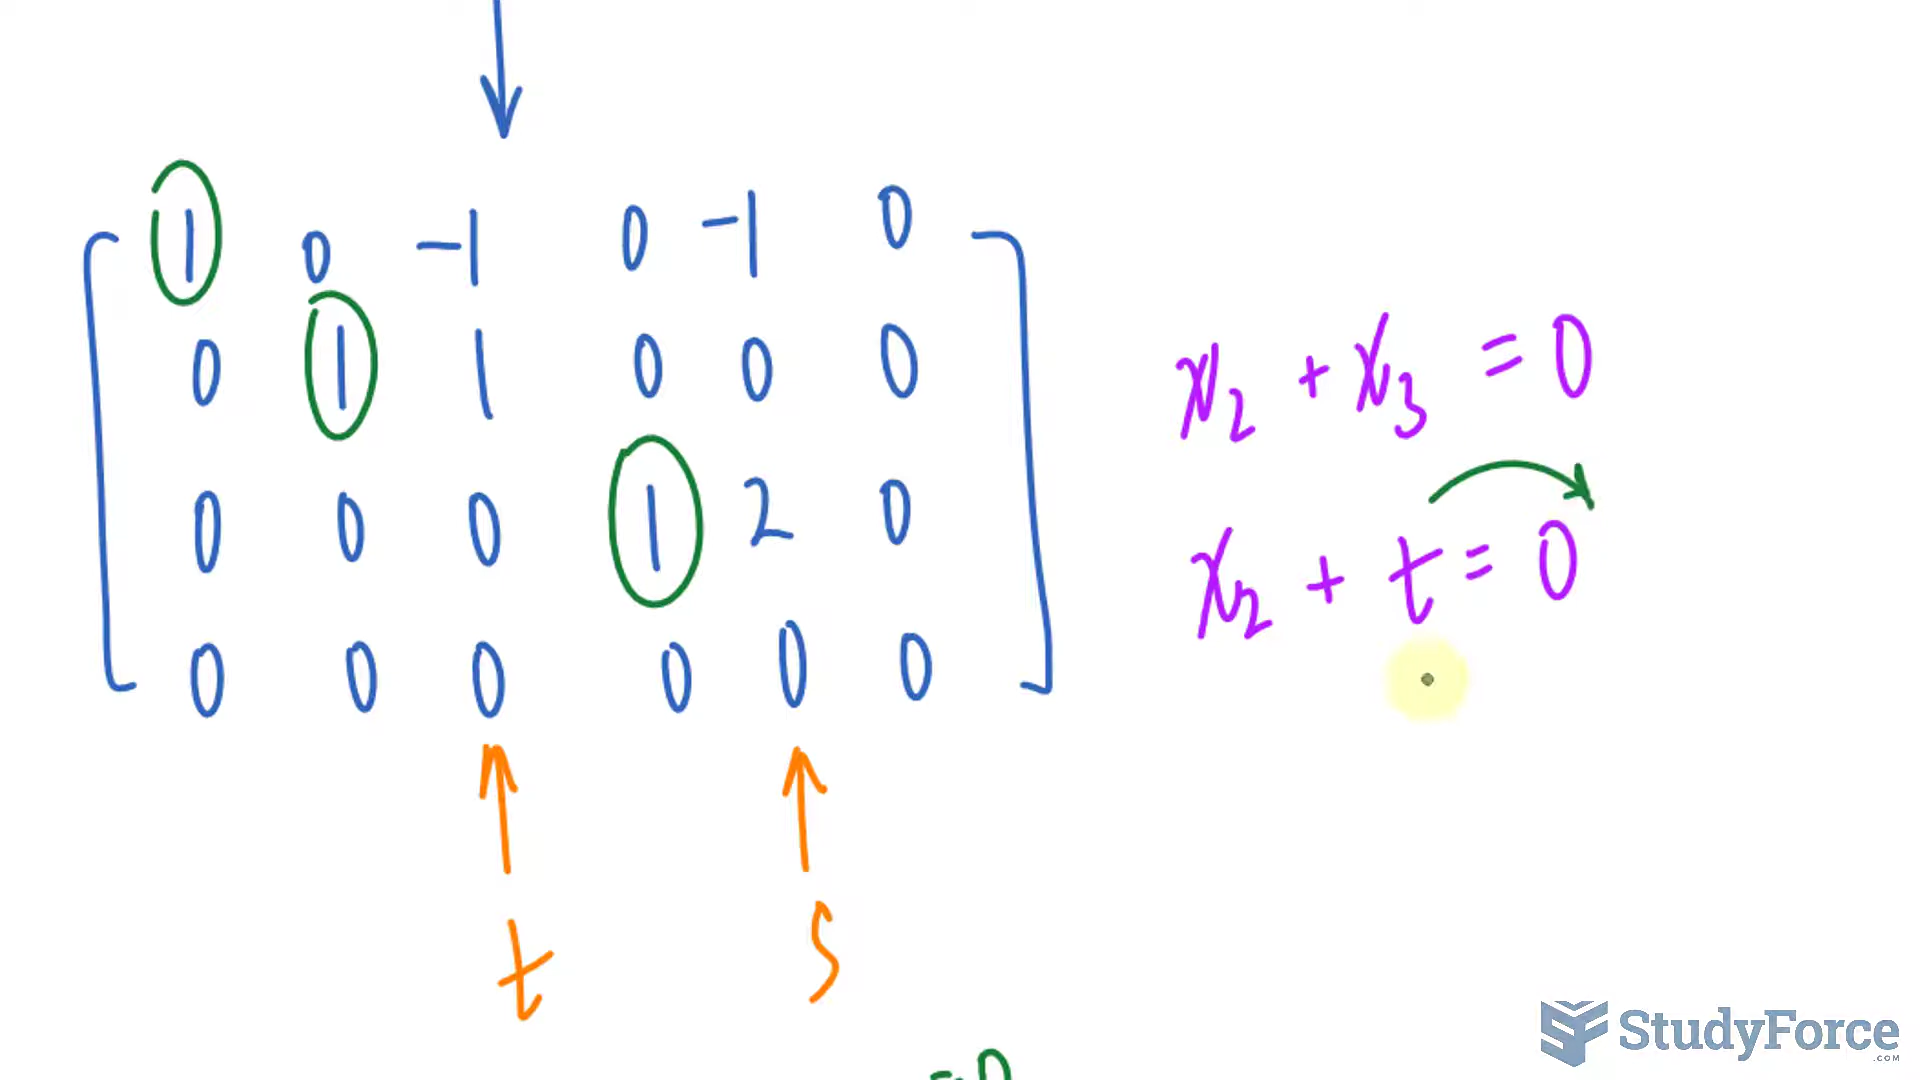 1 0 -1 0 -1 0
0 1 1 0 0 0
x₂ + x₃ = 0
0 0 0 1 2 0
x₂ + t = 0
0 0 0 0 0 0
t s
=0
StudyForce
.COM